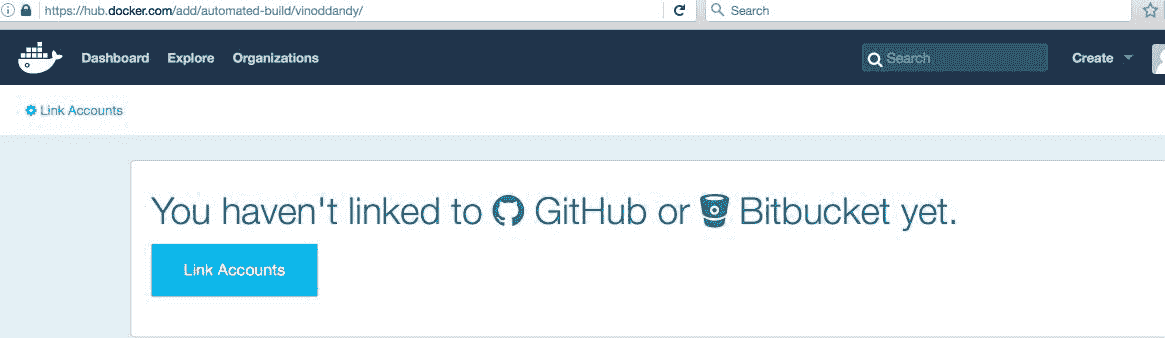 https://hub.docker.com/add/automated-build/vinoddandy/
Search
Dashboard Explore Organizations Search Create
Link Accounts
You haven't linked to GitHub or Bitbucket yet.
Link Accounts